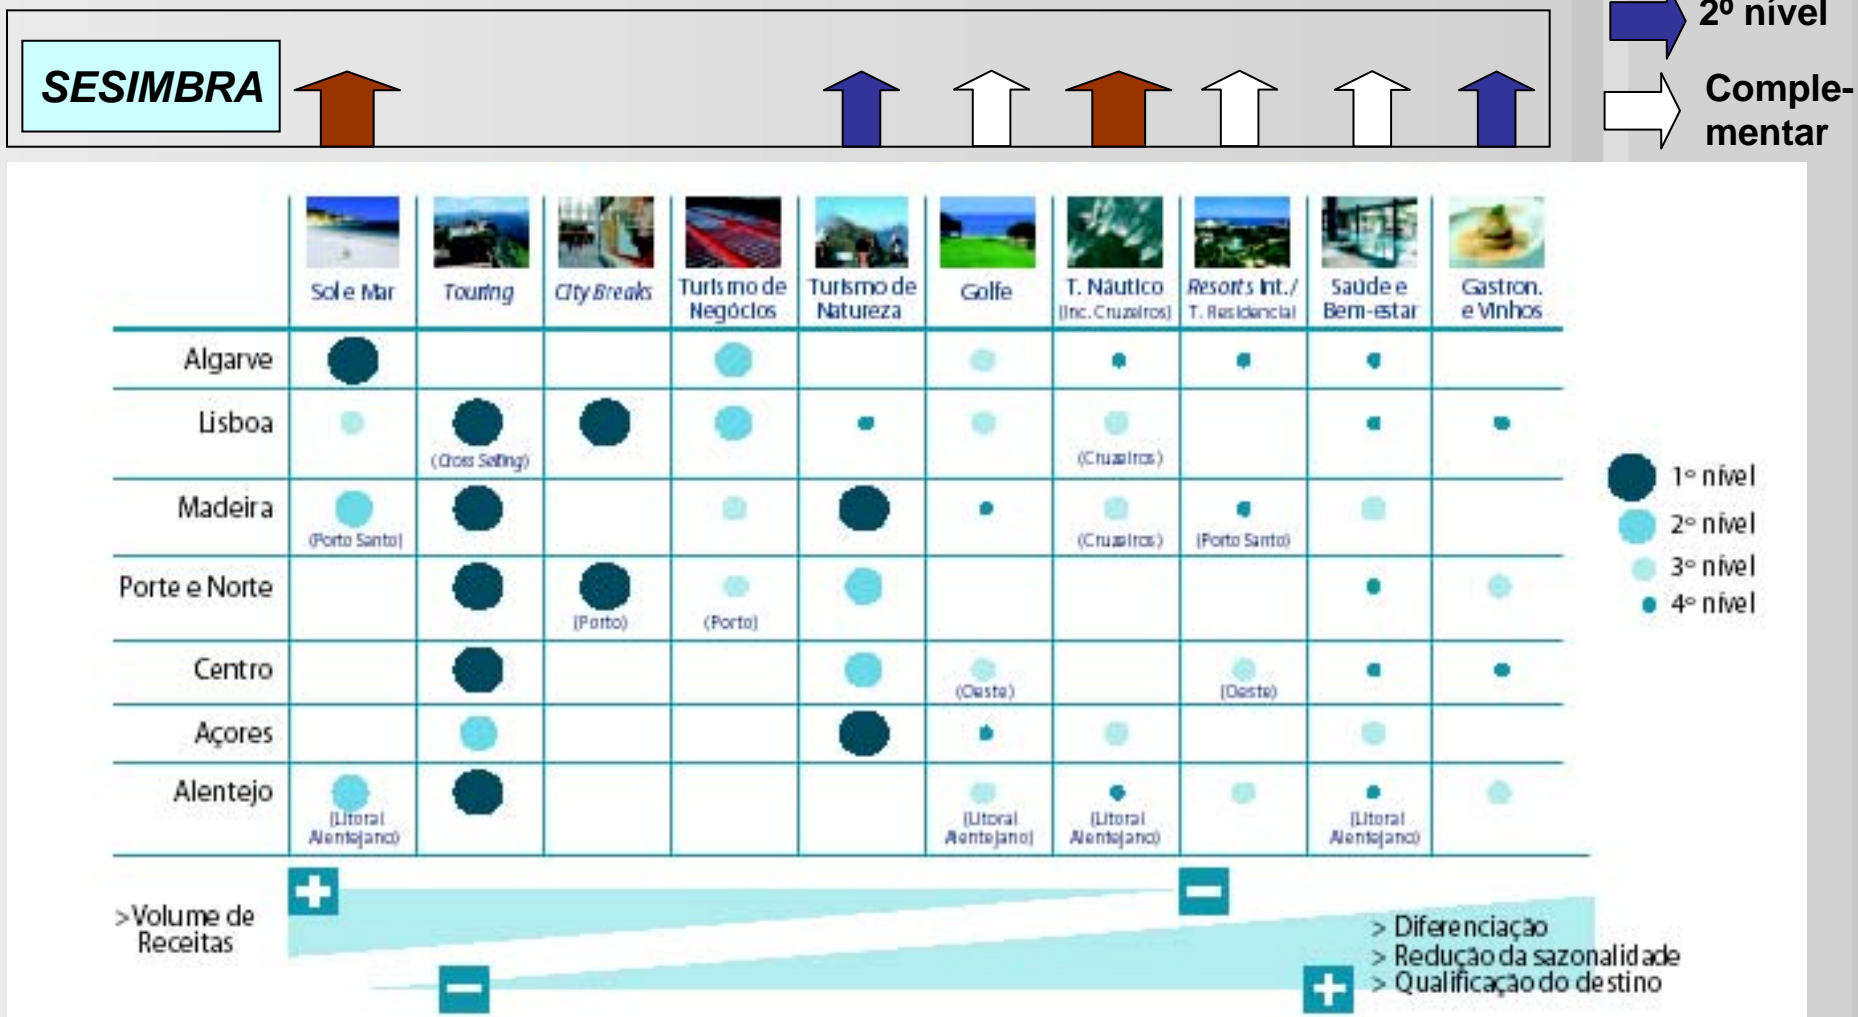 2º nível
SESIMBRA
Comple-
mentar
Sol e Mar
Touring
City Breaks
Turismo de
Negócios
Turismo de
Natureza
Golfe
T. Náutico
(Inc. Cruzeiros)
Resorts Int./
T. Residencial
Saúde e
Bem-estar
Gastron.
e Vinhos
Algarve
Lisboa
(Cross Selling)
(Cruzeiros)
Madeira
(Porto Santo)
(Cruzeiros)
(Porto Santo)
Porte e Norte
(Porto)
(Porto)
Centro
(Oeste)
(Oeste)
Açores
Alentejo
(Litoral
Alentejano)
(Litoral
Alentejano)
(Litoral
Alentejano)
(Litoral
Alentejano)
1º nível
2º nível
3º nível
4º nível
>Volume de
Receitas
> Diferenciação
> Redução da sazonalidade
> Qualificação do destino